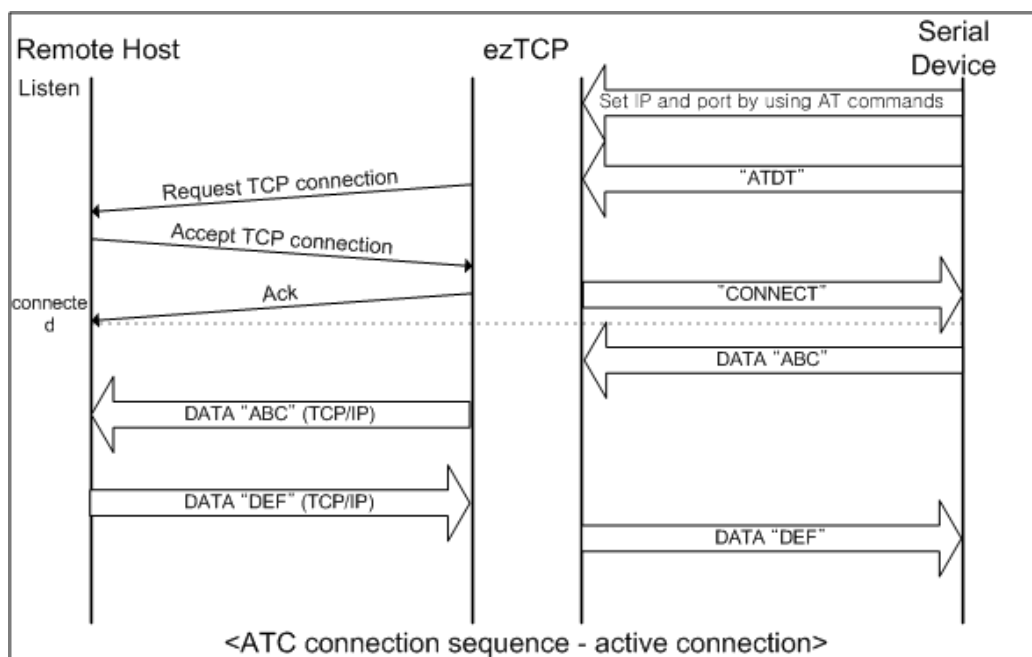 Remote Host
ezTCP
Serial
Device
Listen
Set IP and port by using AT commands
"ATDT"
Request TCP connection
Accept TCP connection
Ack
"CONNECT"
connecte
d
DATA "ABC"
DATA "ABC" (TCP/IP)
DATA "DEF" (TCP/IP)
DATA "DEF"
<ATC connection sequence - active connection>